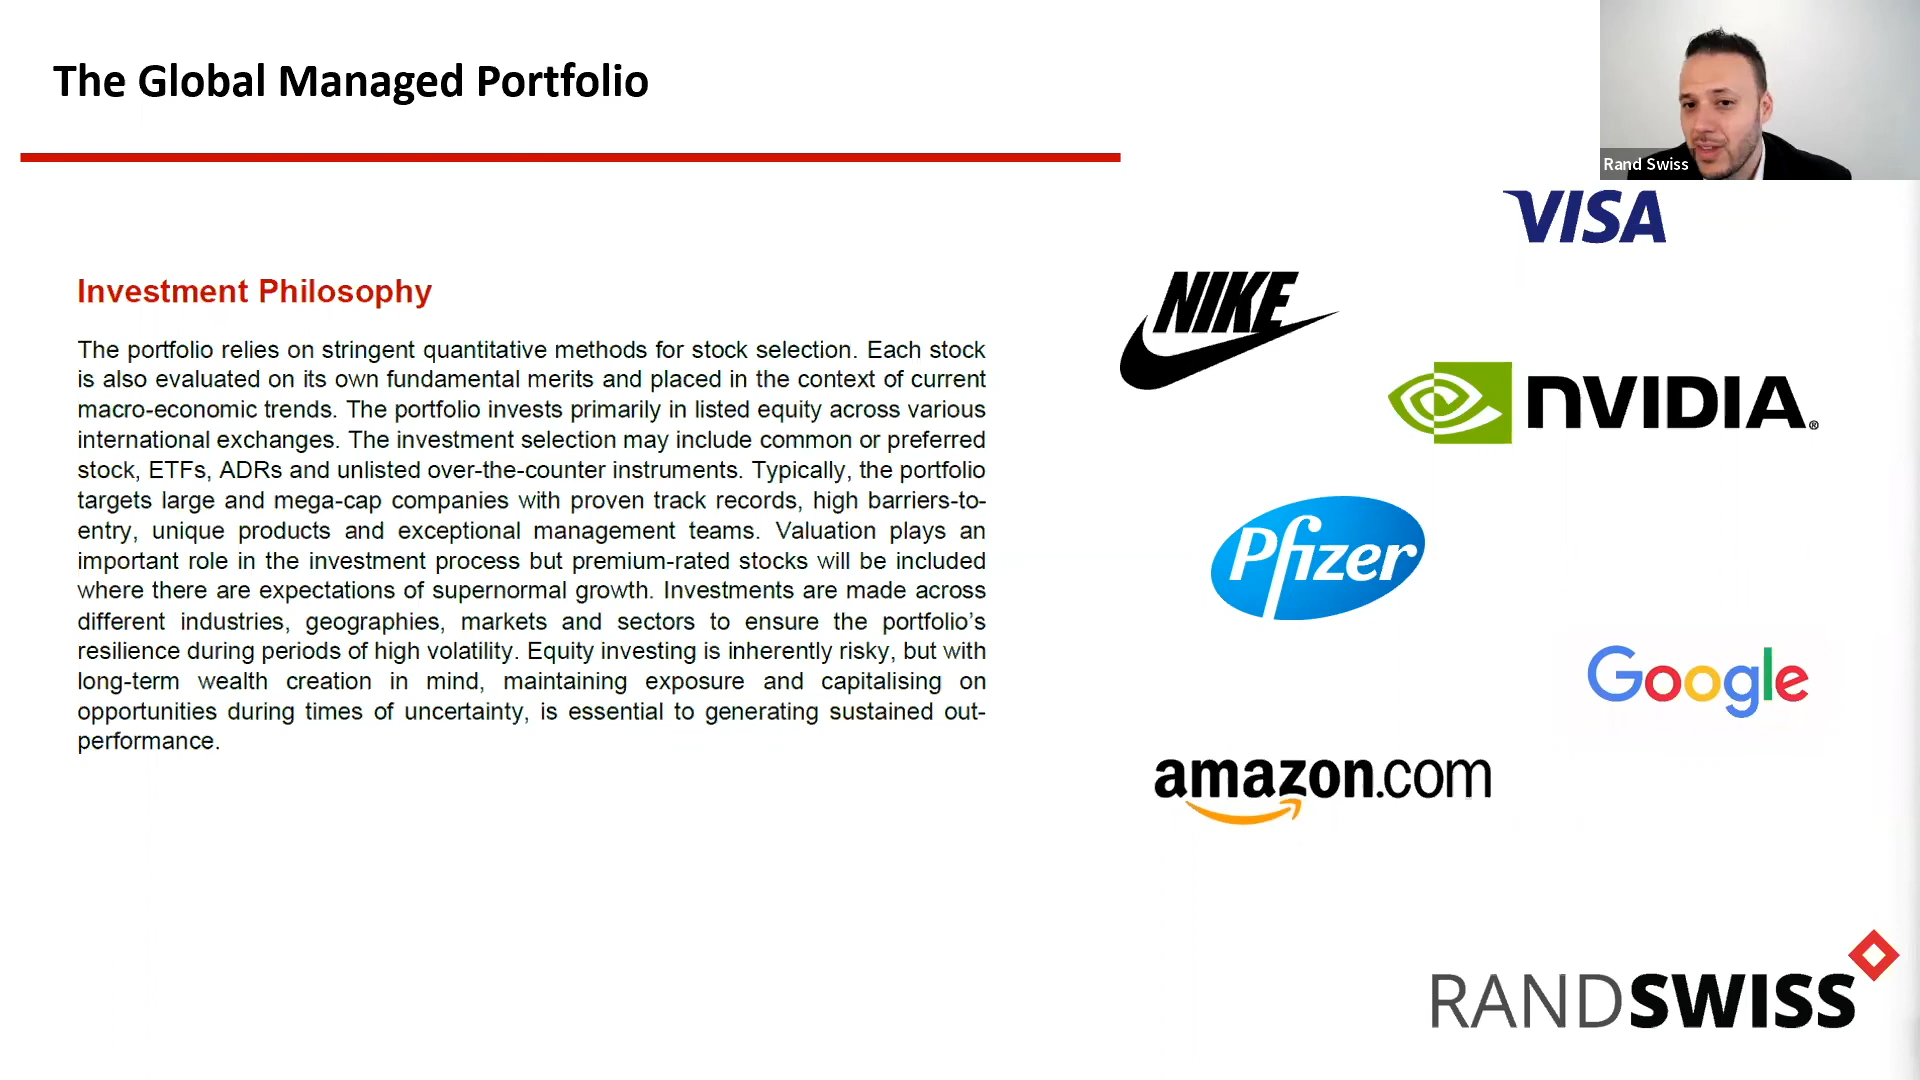 The Global Managed Portfolio
Rand Swiss
VISA
Investment Philosophy
NIKE
The portfolio relies on stringent quantitative methods for stock selection. Each stock
is also evaluated on its own fundamental merits and placed in the context of current
macro-economic trends. The portfolio invests primarily in listed equity across various
international exchanges. The investment selection may include common or preferred
stock, ETFs, ADRs and unlisted over-the-counter instruments. Typically, the portfolio
targets large and mega-cap companies with proven track records, high barriers-to-
entry, unique products and exceptional management teams. Valuation plays an
important role in the investment process but premium-rated stocks will be included
where there are expectations of supernormal growth. Investments are made across
different industries, geographies, markets and sectors to ensure the portfolio’s
resilience during periods of high volatility. Equity investing is inherently risky, but with
long-term wealth creation in mind, maintaining exposure and capitalising on
opportunities during times of uncertainty, is essential to generating sustained out-
performance.
NVIDIA®
Pfizer
Google
amazon.com
RANDSWISS